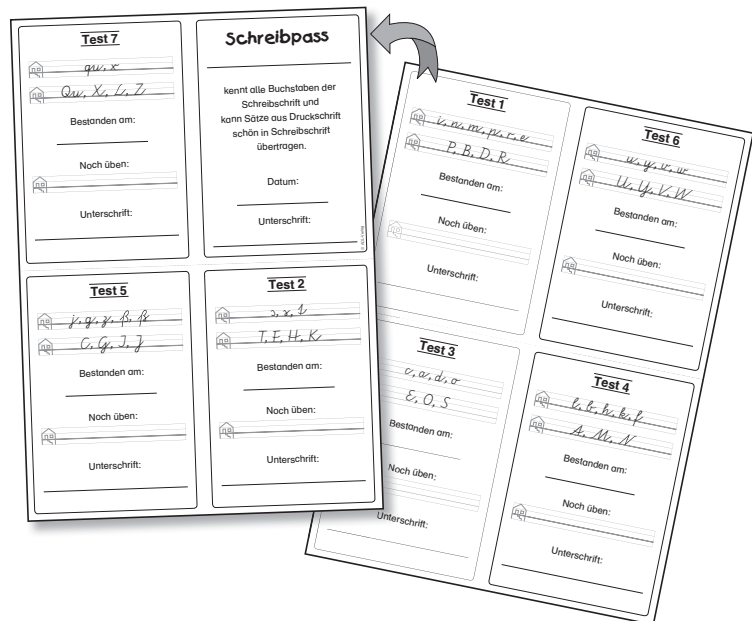 Test 7
qu, x
Qu, X, L, Z
Bestanden am:
Noch üben:
Unterschrift:
Schreibpass
kennt alle Buchstaben der
Schreibschrift und
kann Sätze aus Druckschrift
schön in Schreibschrift
übertragen.
Datum:
Unterschrift:
Test 5
C, G, I, J
Bestanden am:
Noch üben:
Unterschrift:
Test 2
T, F, H, K
Bestanden am:
Noch üben:
Unterschrift:
Test 1
i, n, m, p, r, e
P, B, D, R
Bestanden am:
Noch üben:
Unterschrift:
Test 6
u, y, v, w
U, Y, V, W
Bestanden am:
Noch üben:
Unterschrift:
Test 3
c, a, d, o
E, O, S
Bestanden am:
Noch üben:
Unterschrift:
Test 4
l, b, h, k, f
A, M, N
Bestanden am:
Noch üben:
Unterschrift: